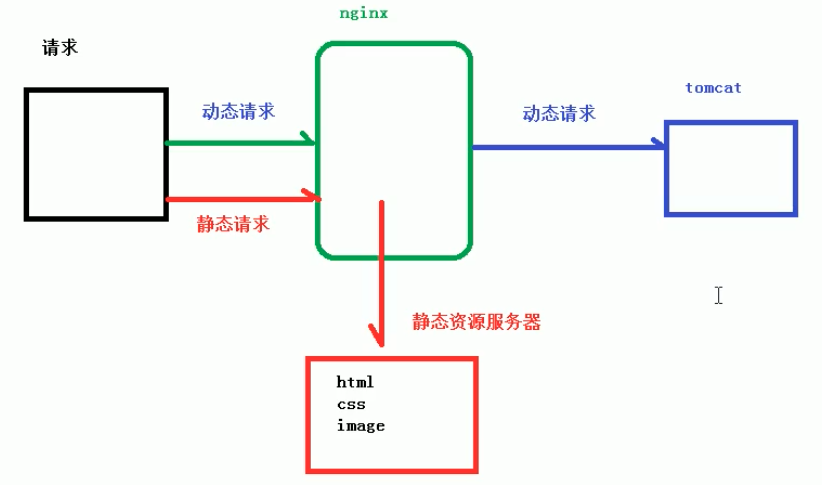 nginx
请求
tomcat
动态请求
动态请求
静态请求
静态资源服务器
html
css
image